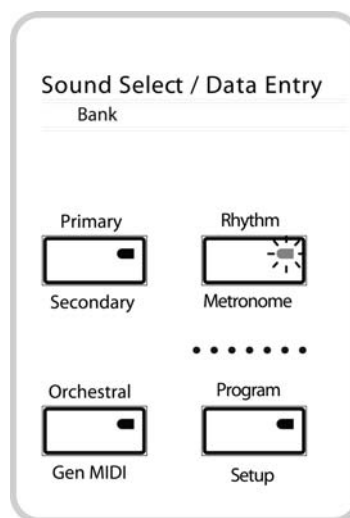 Sound Select / Data Entry
Bank
Primary Rhythm
Secondary Metronome
Orchestral Program
Gen MIDI Setup